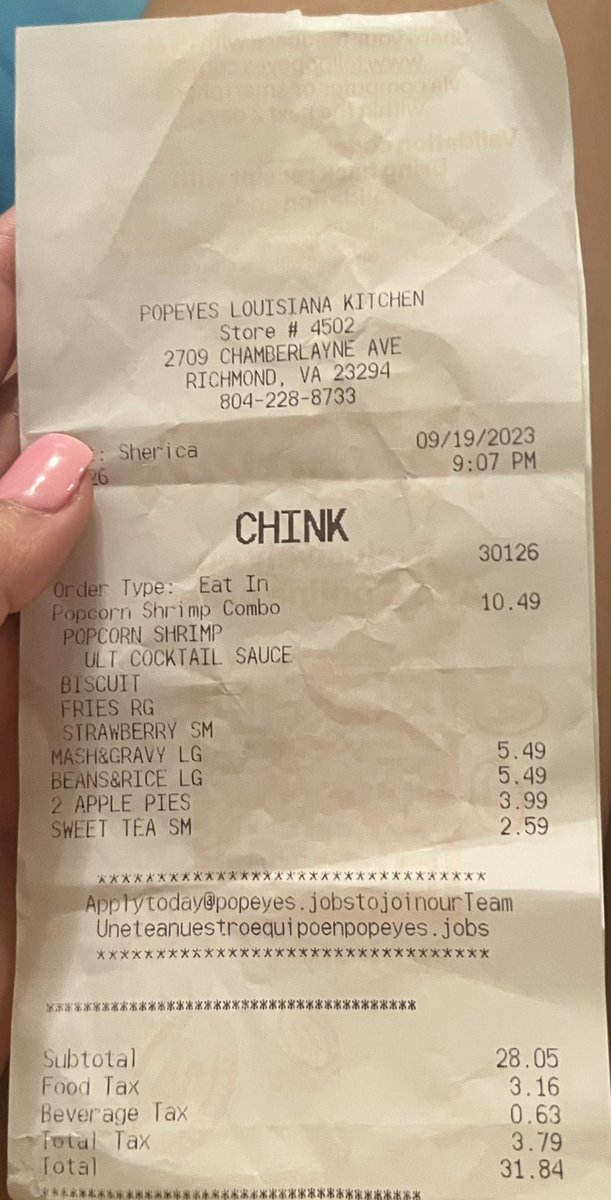 POPEYES LOUISIANA KITCHEN
Store # 4502
2709 CHAMBERLAYNE AVE
RICHMOND, VA 23294
804-228-8733
: Sherica 09/19/2023
26 9:07 PM
CHINK
30126
Order Type: Eat In
Popcorn Shrimp Combo 10.49
POPCORN SHRIMP
ULT COCKTAIL SAUCE
BISCUIT
FRIES RG
STRAWBERRY SM
MASH&GRAVY LG 5.49
BEANS&RICE LG 5.49
2 APPLE PIES 3.99
SWEET TEA SM 2.59
*********************************
Applytoday@popeyes.jobstojoinourTeam
Uneteanuestroequipoenpopeyes.jobs
*********************************
****************************************
Subtotal 28.05
Food Tax 3.16
Beverage Tax 0.63
Total Tax 3.79
Total 31.84
****************************************